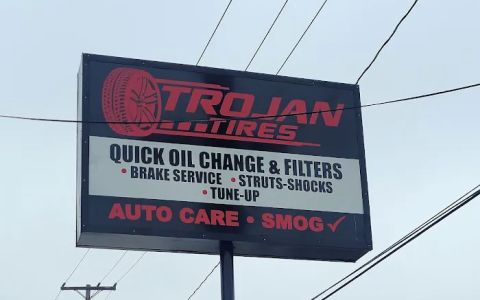 TROJAN
TIRES
QUICK OIL CHANGE & FILTERS
• BRAKE SERVICE • STRUTS-SHOCKS
• TUNE-UP
AUTO CARE • SMOG ✓